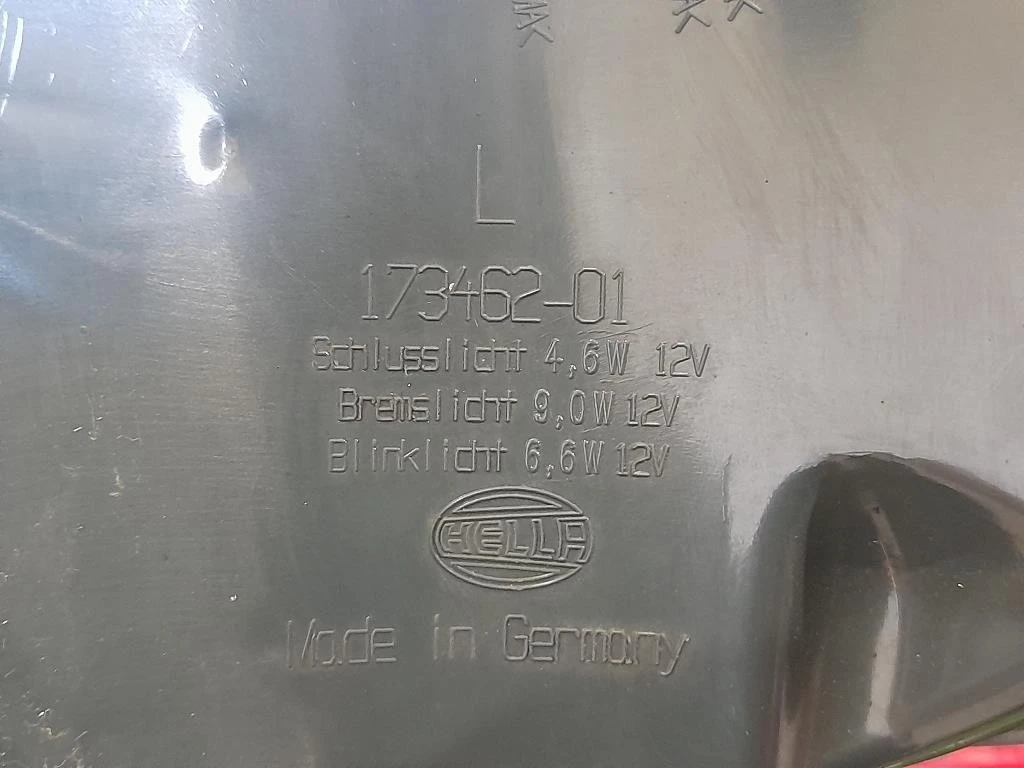 L
173462-01
Schlusslicht 4,6W 12V
Bremslicht 9,0W 12V
Blinklicht 6,6W 12V
HELLA
Made in Germany